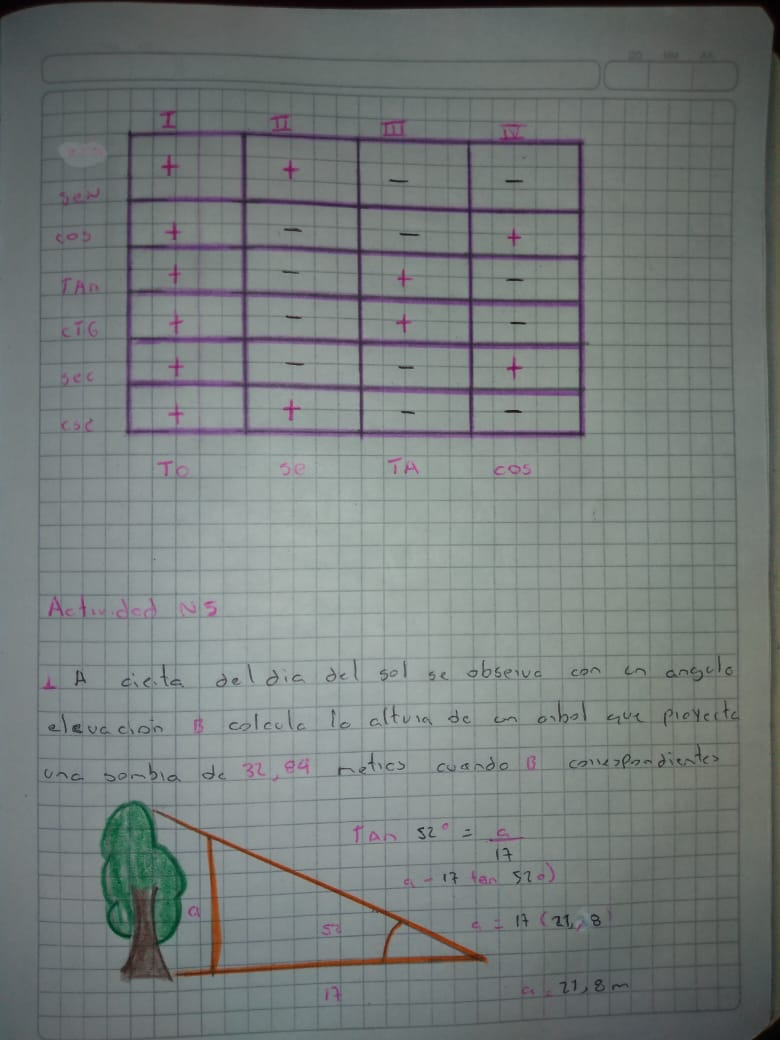 I II III IV
sen + + - -
cos + - - +
TAn + - + -
cTG + - + -
sec + - - +
csc + + - -
To se TA cos
Actividad N5
1 A cierta del dia del sol se observa con un angulo
elevacion B calcula la altura de un arbol que proyecta
una sombra de 32,84 metros cuando B correspondientes
TAn 52° = a
17
a - 17 tan 52°)
a = 17 (21,8)
a = 21,8 m
a
52
17